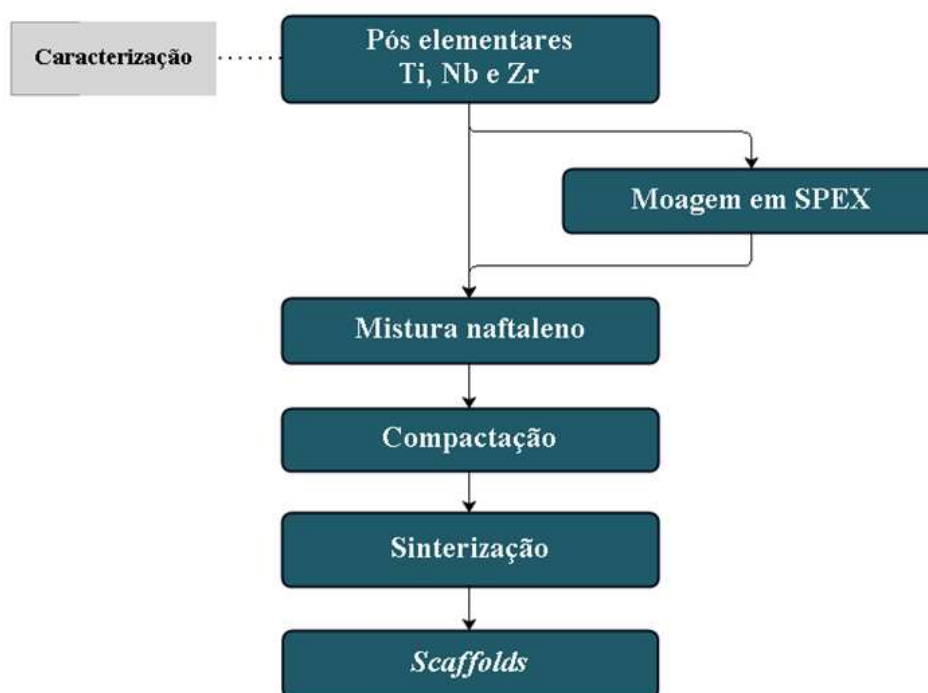 Caracterização
Pós elementares
Ti, Nb e Zr
Moagem em SPEX
Mistura naftaleno
Compactação
Sinterização
Scaffolds